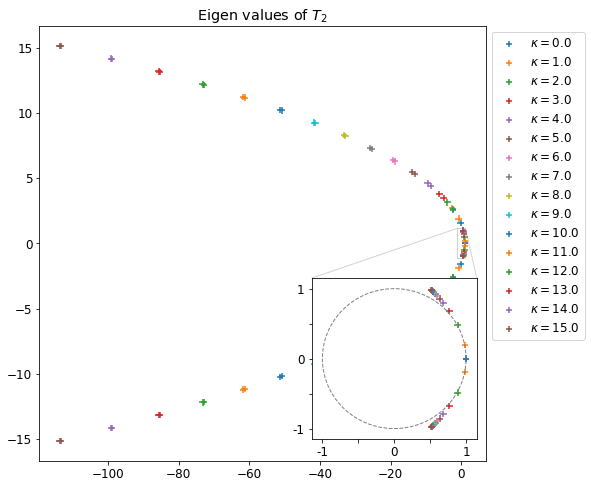 Eigen values of $T_2$
15
10
5
0
−5
−10
−15
−100
−80
−60
−40
−20
0
1
0
-1
-1
0
1
κ = 0.0
κ = 1.0
κ = 2.0
κ = 3.0
κ = 4.0
κ = 5.0
κ = 6.0
κ = 7.0
κ = 8.0
κ = 9.0
κ = 10.0
κ = 11.0
κ = 12.0
κ = 13.0
κ = 14.0
κ = 15.0